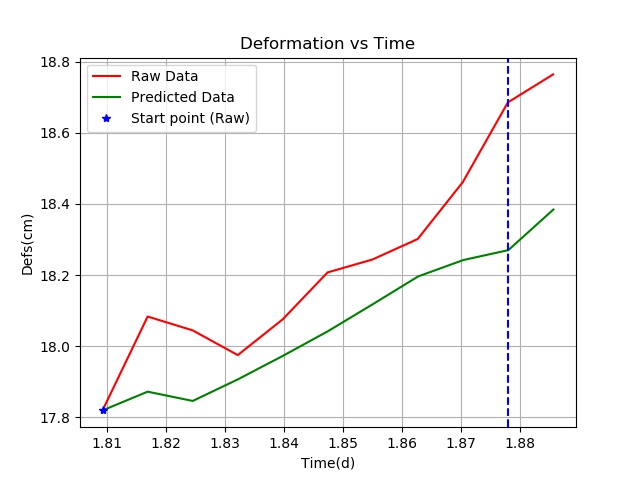 Deformation vs Time
Raw Data
Predicted Data
Start point (Raw)
Defs(cm)
18.8
18.6
18.4
18.2
18.0
17.8
1.81 1.82 1.83 1.84 1.85 1.86 1.87 1.88
Time(d)